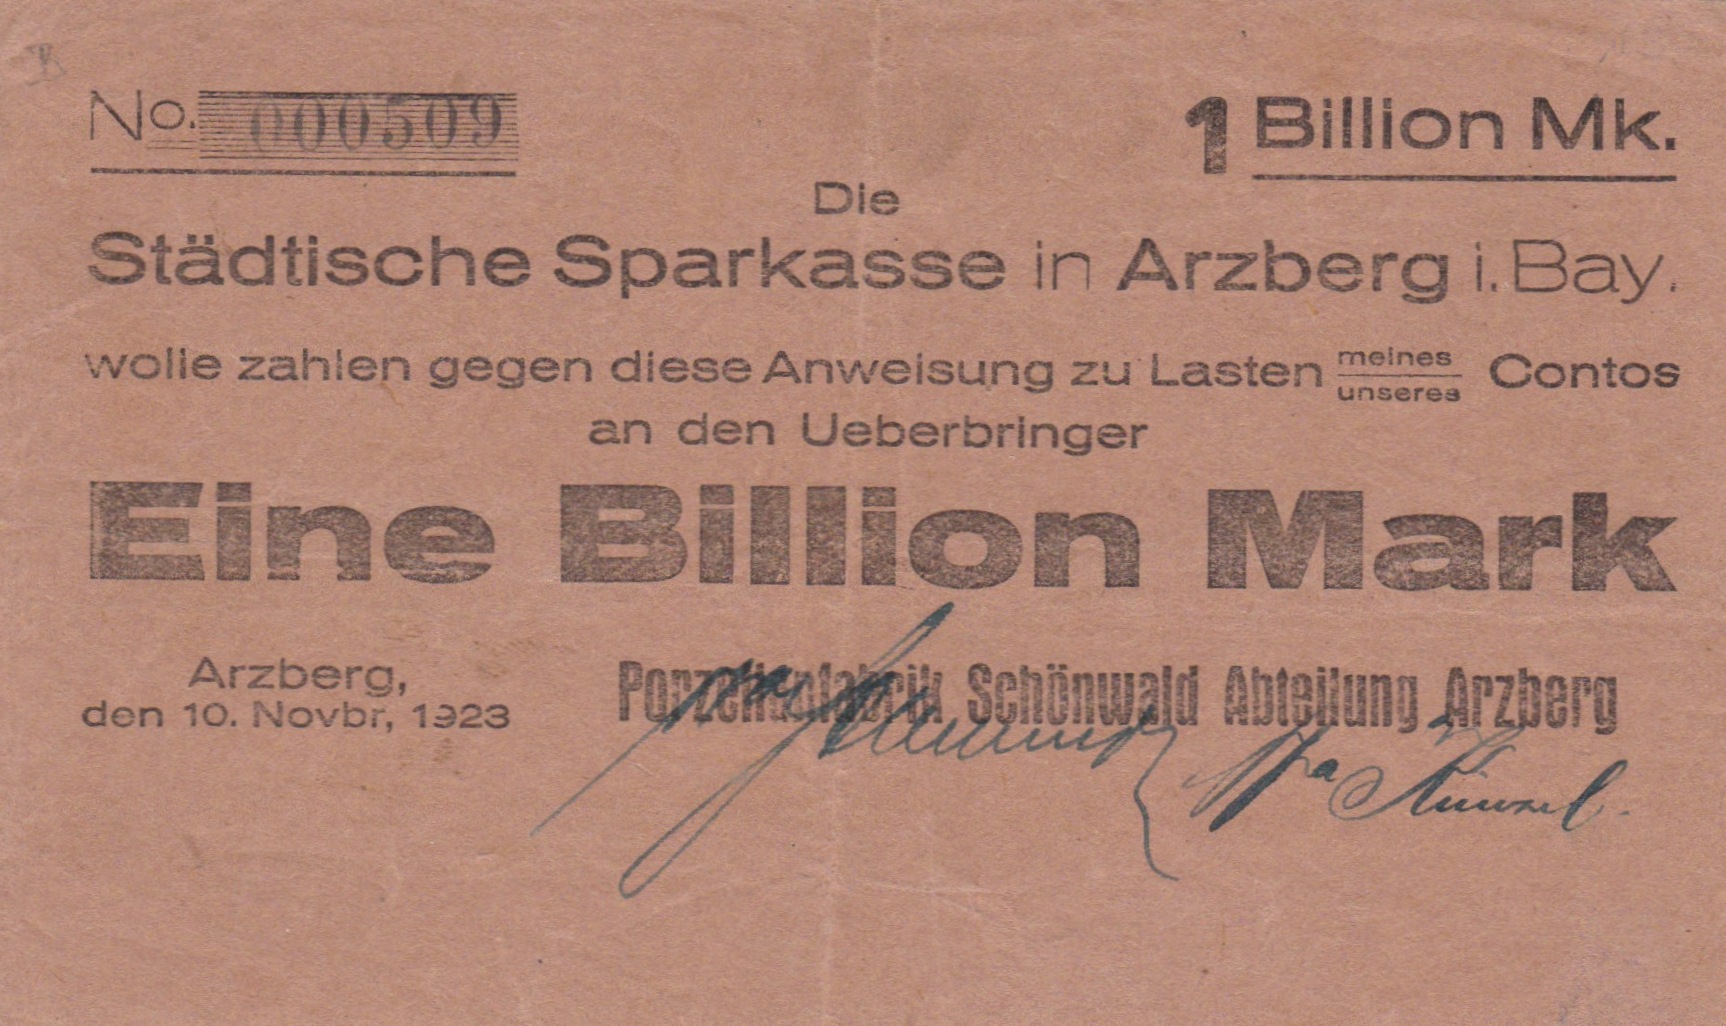 No. 000509
1 Billion Mk.
Die
Städtische Sparkasse in Arzberg i. Bay.
wolle zahlen gegen diese Anweisung zu Lasten meines
unseres Contos
an den Ueberbringer
Eine Billion Mark
Arzberg,
den 10. Novbr, 1923
Porzellanfabrik Schönwald Abteilung Arzberg
ppa